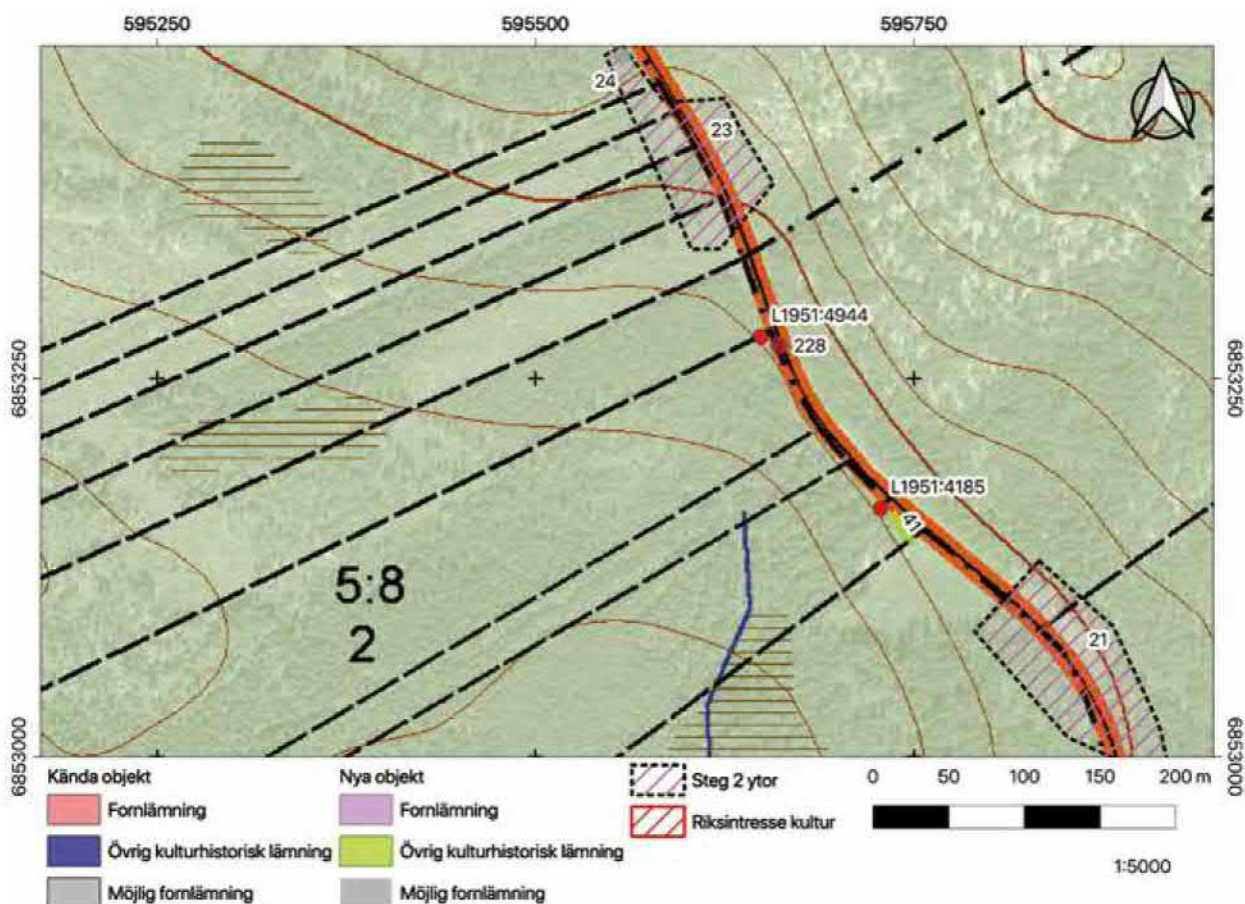 595250 595500 595750
24
23
2
L1951:4944
228
6853250 6853250
L1951:4185
41
5:8
2
21
6853000 6853000
Kända objekt
Fornlämning
Övrig kulturhistorisk lämning
Möjlig fornlämning
Nya objekt
Fornlämning
Övrig kulturhistorisk lämning
Möjlig fornlämning
Steg 2 ytor
Riksintresse kultur
0 50 100 150 200 m
1:5000